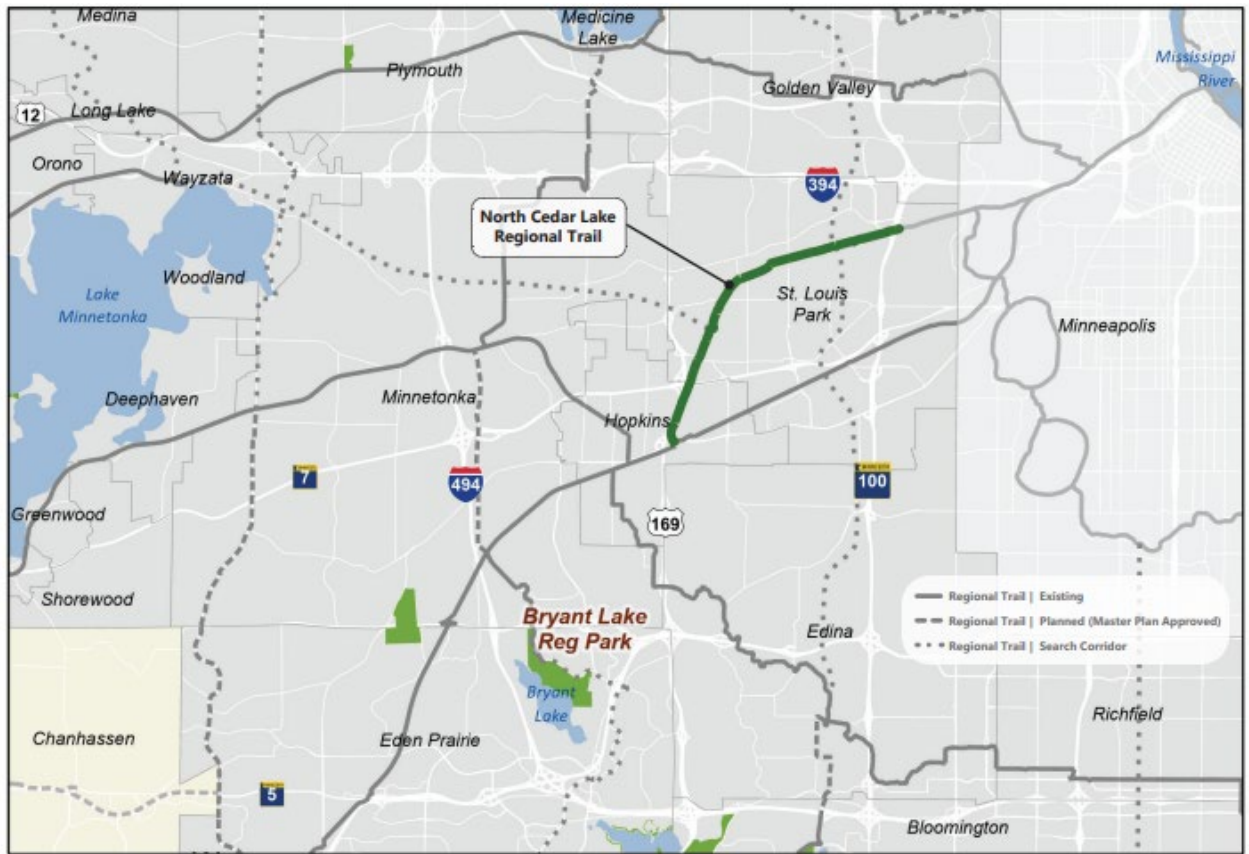 Medina
Medicine
Lake
Mississippi
River
Plymouth
Golden Valley
12
Long Lake
Orono
Wayzata
394
North Cedar Lake
Regional Trail
Woodland
Lake
Minnetonka
St. Louis
Park
Minneapolis
Deephaven
Minnetonka
Hopkins
7
494
100
Greenwood
169
Shorewood
Regional Trail | Existing
Regional Trail | Planned (Master Plan Approved)
Regional Trail | Search Corridor
Bryant Lake
Reg Park
Edina
Bryant
Lake
Richfield
Chanhassen
Eden Prairie
5
Bloomington